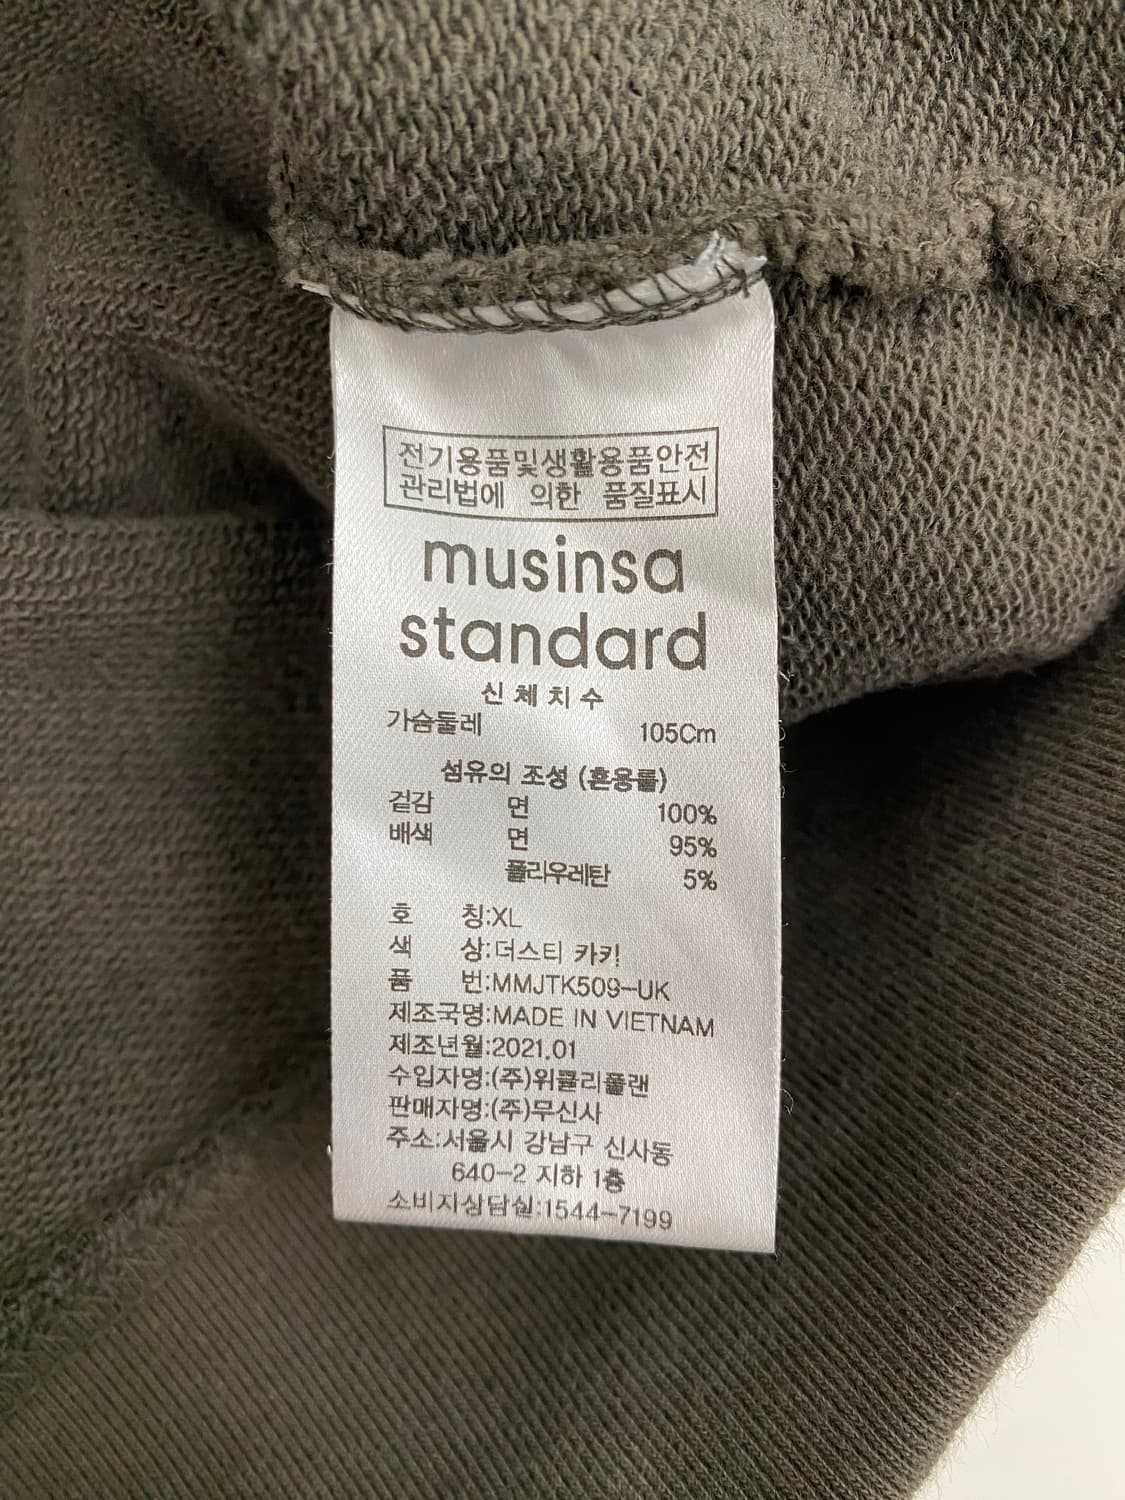 전기용품및생활용품안전
관리법에 의한 품질표시
musinsa
standard
신체치수
가슴둘레 105Cm
섬유의 조성 (혼용률)
겉감 면 100%
배색 면 95%
폴리우레탄 5%
호 칭:XL
색 상:더스티 카키
품 번:MMJTK509-UK
제조국명:MADE IN VIETNAM
제조년월:2021.01
수입자명:(주)위클리플랜
판매자명:(주)무신사
주소:서울시 강남구 신사동
640-2 지하 1층
소비자상담실:1544-7199